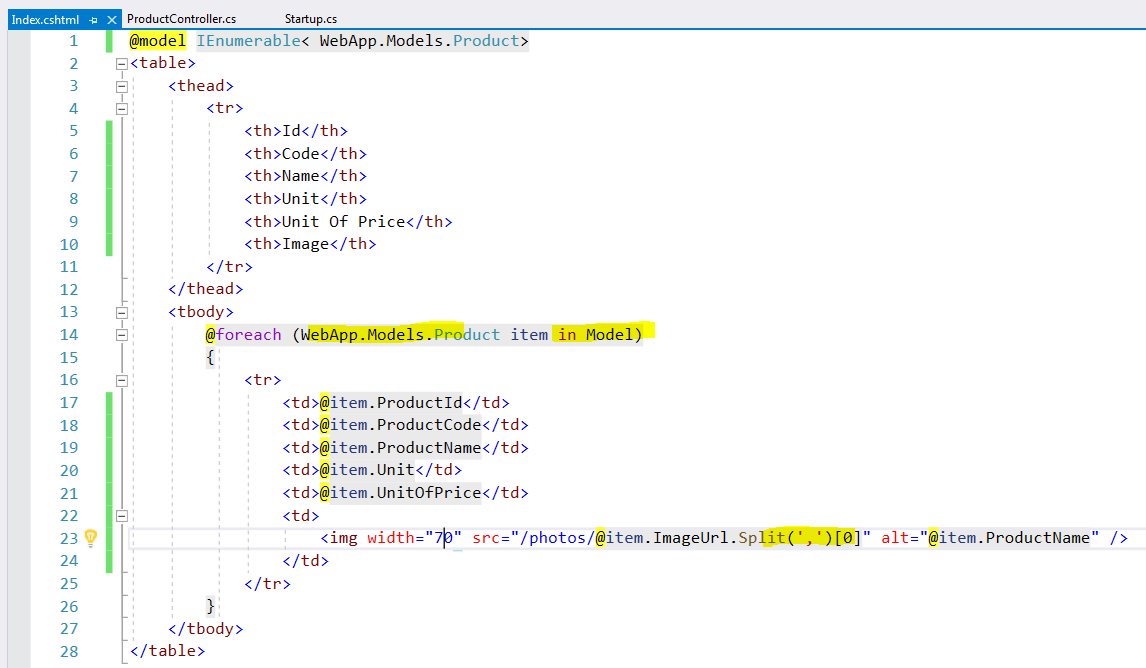 Index.cshtml ProductController.cs Startup.cs
1 @model IEnumerable< WebApp.Models.Product>
2 <table>
3 <thead>
4 <tr>
5 <th>Id</th>
6 <th>Code</th>
7 <th>Name</th>
8 <th>Unit</th>
9 <th>Unit Of Price</th>
10 <th>Image</th>
11 </tr>
12 </thead>
13 <tbody>
14 @foreach (WebApp.Models.Product item in Model)
15 {
16 <tr>
17 <td>@item.ProductId</td>
18 <td>@item.ProductCode</td>
19 <td>@item.ProductName</td>
20 <td>@item.Unit</td>
21 <td>@item.UnitOfPrice</td>
22 <td>
23 <img width="70" src="/photos/@item.ImageUrl.Split(',')[0]" alt="@item.ProductName" />
24 </td>
25 </tr>
26 }
27 </tbody>
28 </table>